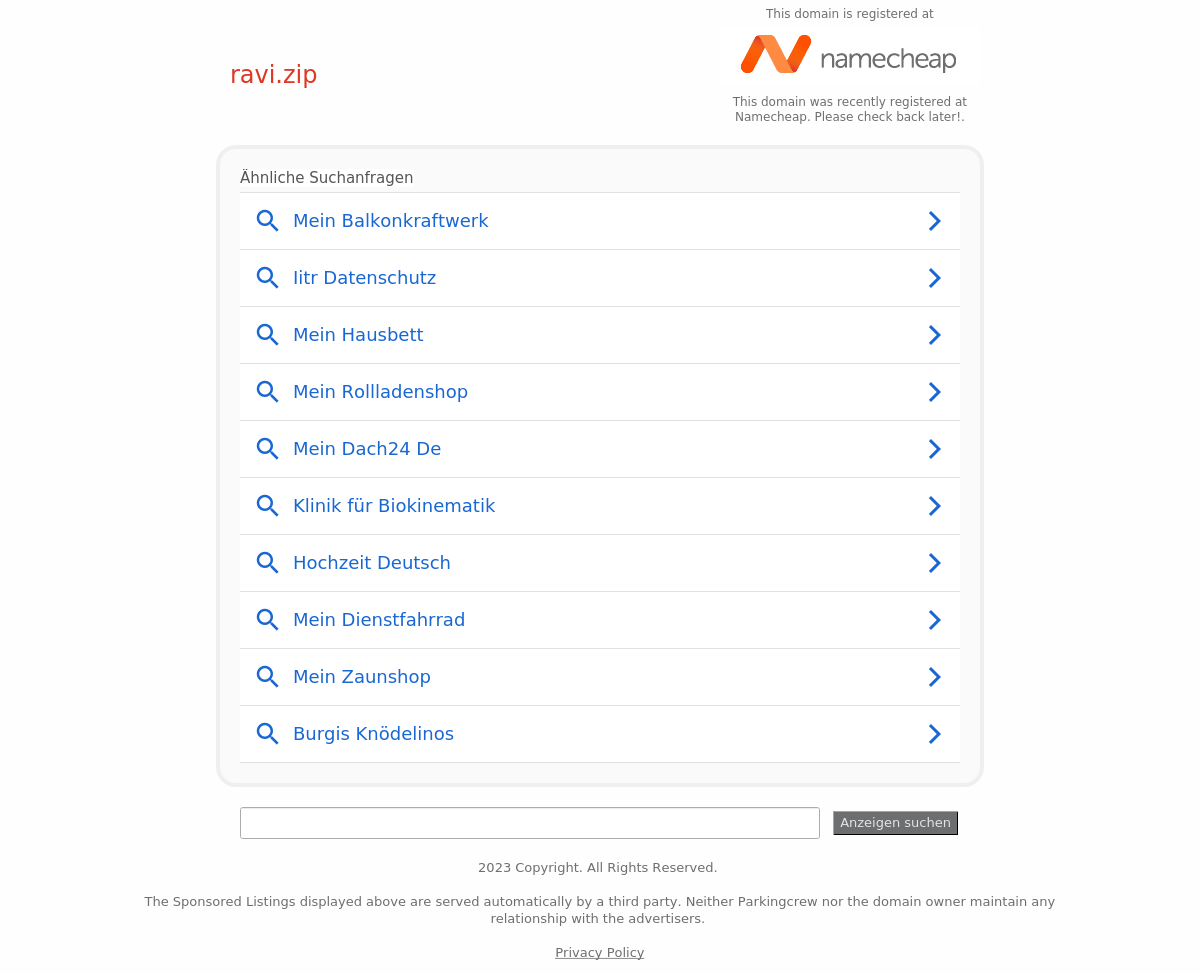 This domain is registered at
namecheap
ravi.zip
This domain was recently registered at
Namecheap. Please check back later!.
Ähnliche Suchanfragen
Mein Balkonkraftwerk
Iitr Datenschutz
Mein Hausbett
Mein Rollladenshop
Mein Dach24 De
Klinik für Biokinematik
Hochzeit Deutsch
Mein Dienstfahrrad
Mein Zaunshop
Burgis Knödelinos
Anzeigen suchen
2023 Copyright. All Rights Reserved.
The Sponsored Listings displayed above are served automatically by a third party. Neither Parkingcrew nor the domain owner maintain any
relationship with the advertisers.
Privacy Policy